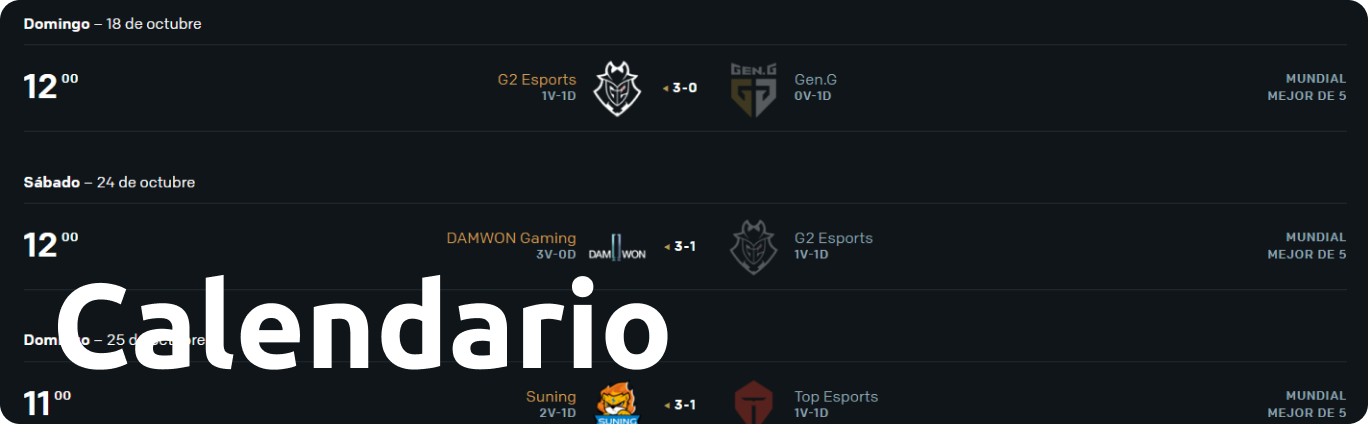 Domingo – 18 de octubre
12 00
G2 Esports
1V-1D
3-0
GEN.G
Gen.G
0V-1D
MUNDIAL
MEJOR DE 5
Sábado – 24 de octubre
12 00
DAMWON Gaming
3V-0D
DAMWON
3-1
G2 Esports
1V-1D
MUNDIAL
MEJOR DE 5
Calendario
– 25 de
11 00
Suning
2V-1D
SUNING
3-1
Top Esports
1V-1D
MUNDIAL
MEJOR DE 5